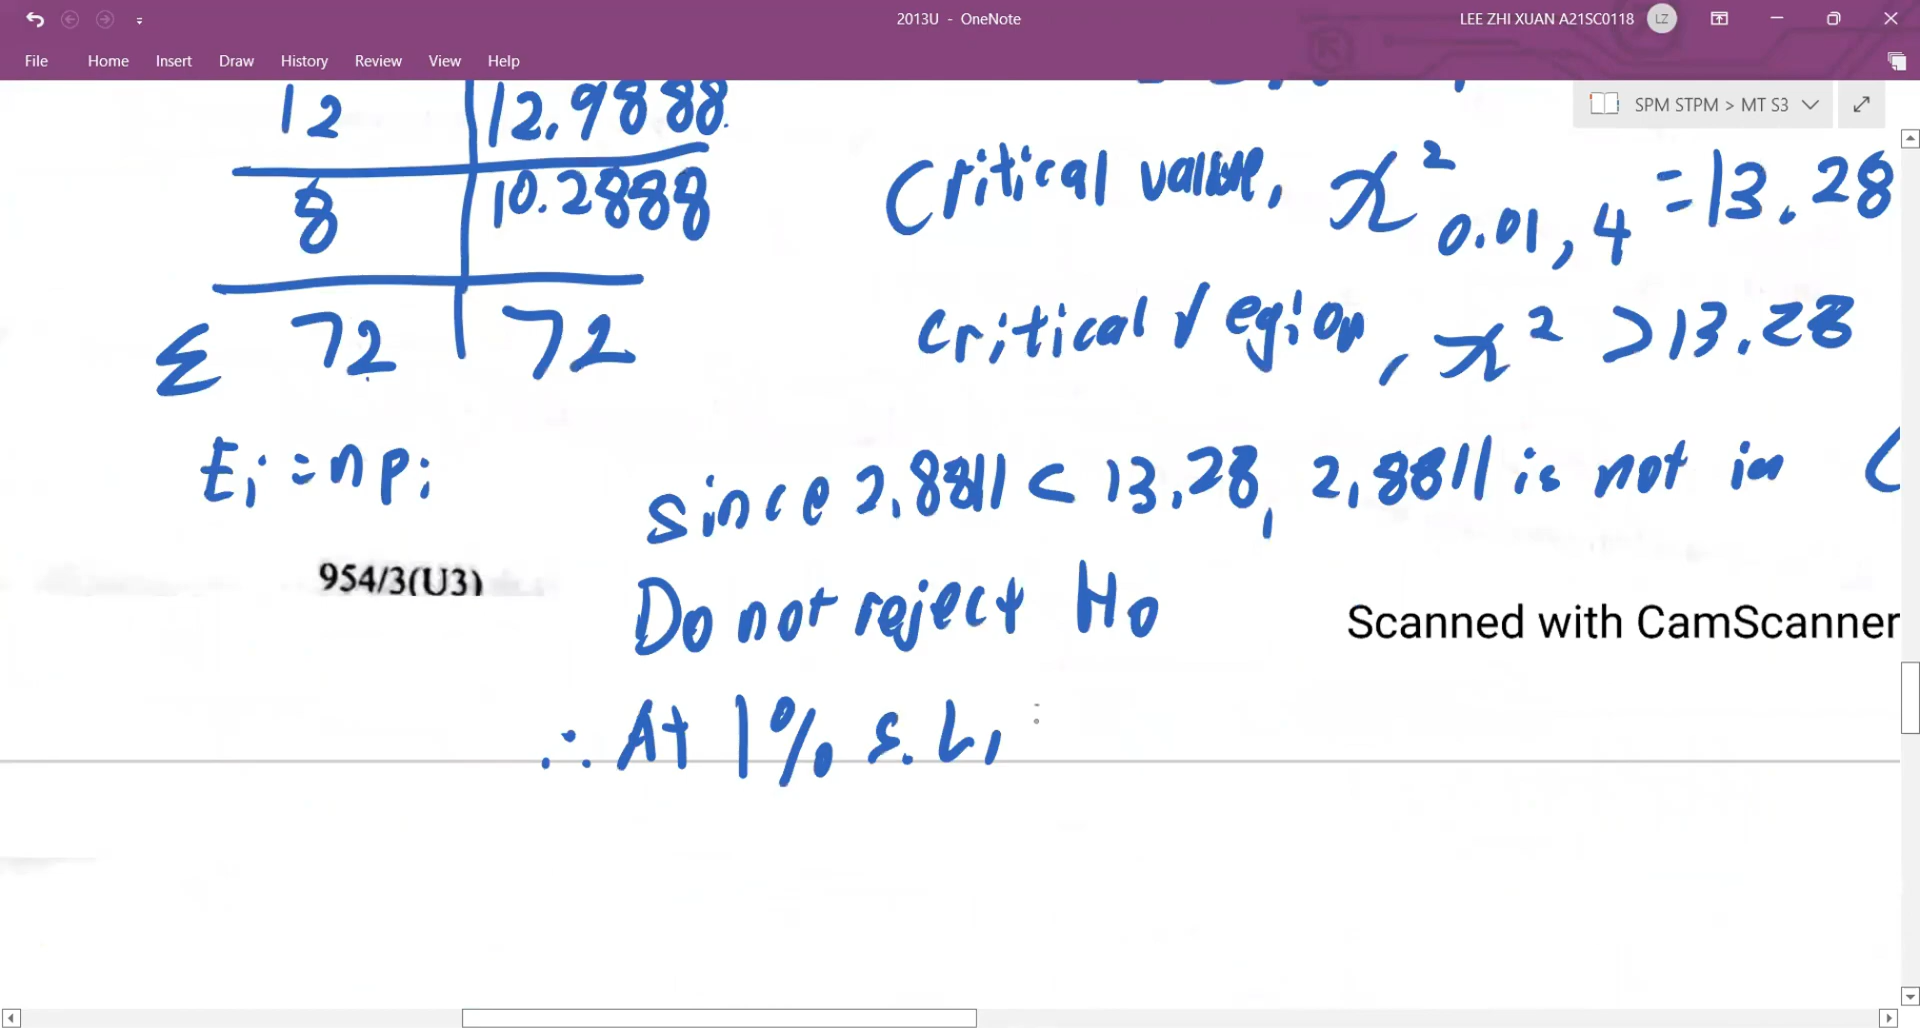 2013U - OneNote
LEE ZHI XUAN A21SC0118
LZ
File Home Insert Draw History Review View Help
SPM STPM > MT S3
12 | 12.9888
8 | 10.2888
Σ 72 | 72
Ei = npi
954/3(U3)
Critical value, x²0.01, 4 = 13.28
critical region, x² > 13.28
since 2.8811 < 13.28, 2.8811 is not in
Do not reject H0
Scanned with CamScanner
∴ At 1% s.L,